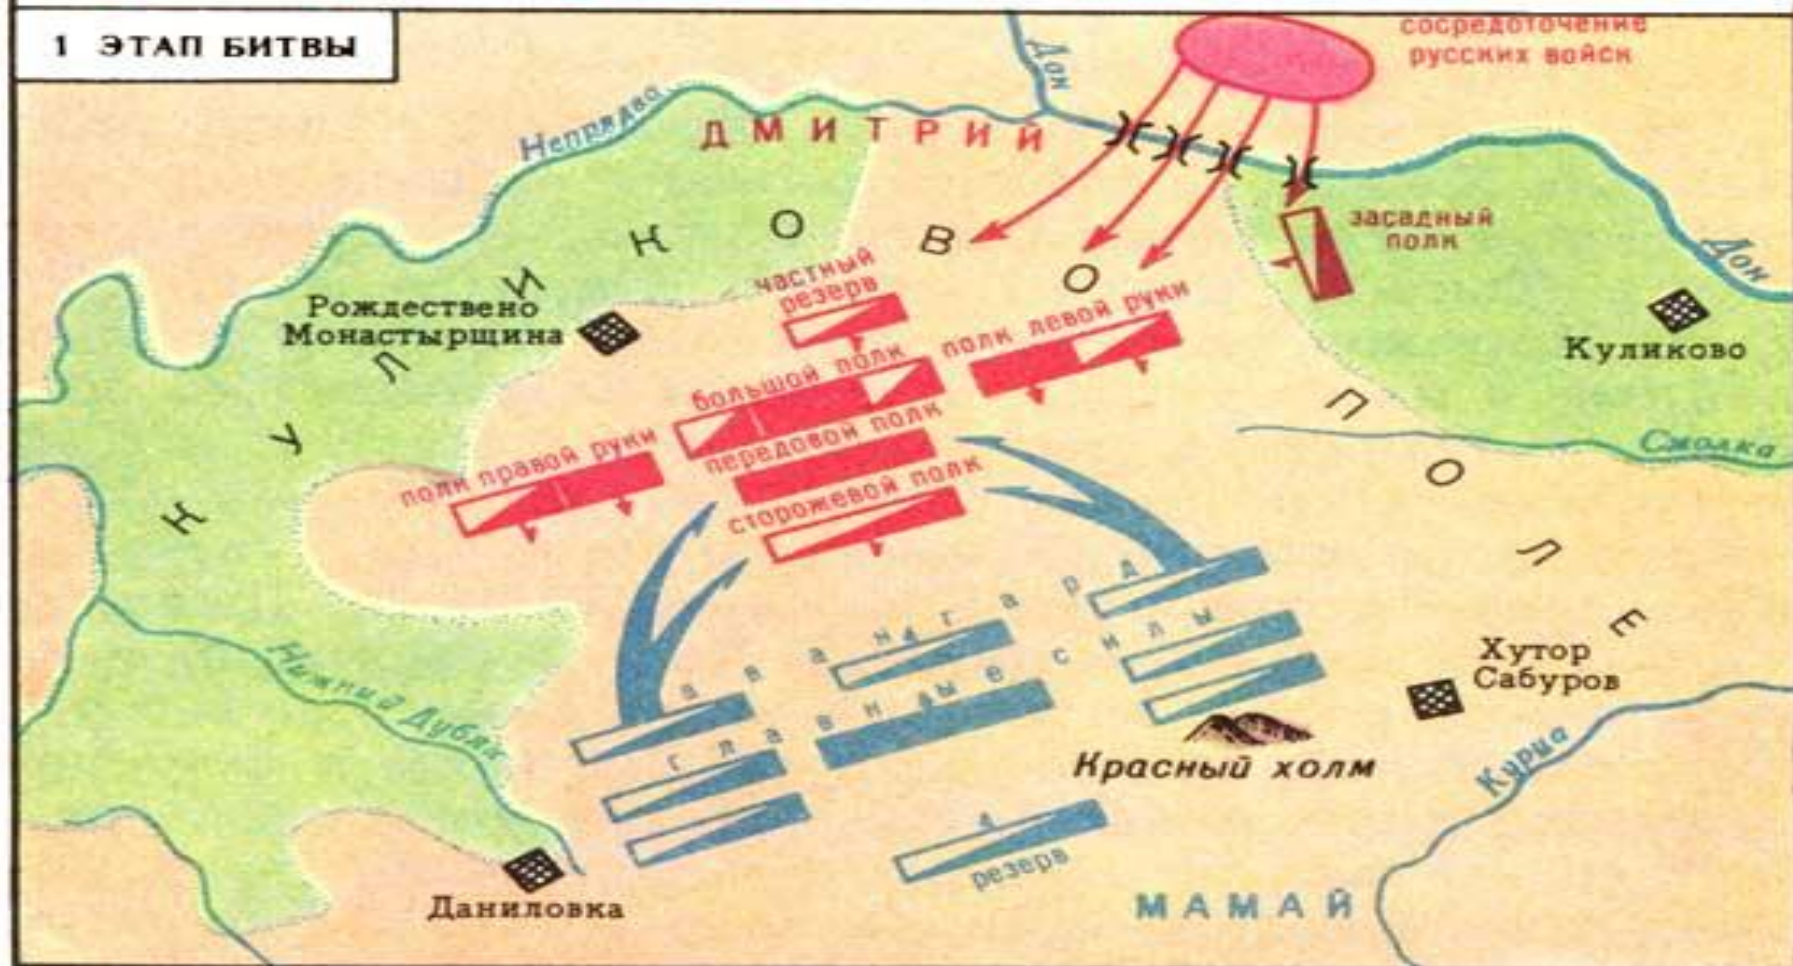 1 ЭТАП БИТВЫ
сосредоточение
русских войск
Дон
Непрядва
ДМИТРИЙ
засадный
полк
Дон
КУЛИКОВО
ПОЛЕ
Рождествено
Монастырщина
частный
резерв
полк левой руки
Куликово
большой полк
передовой полк
полк правой руки
сторожевой полк
Смолка
авангард
главные силы
Хутор
Сабуров
Нижний Дубяк
Красный холм
Курца
резерв
Даниловка
МАМАЙ